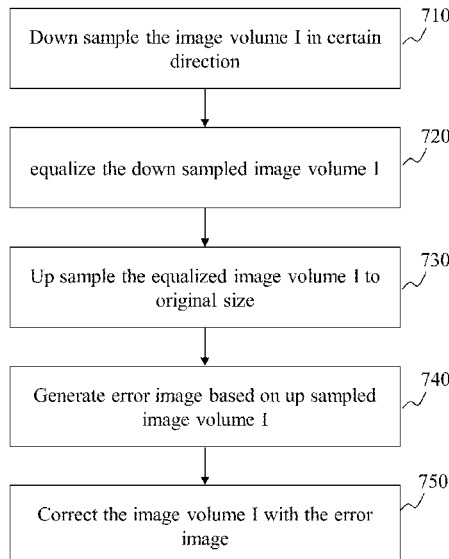 710
Down sample the image volume I in certain
direction
720
equalize the down sampled image volume I
730
Up sample the equalized image volume I to
original size
740
Generate error image based on up sampled
image volume I
750
Correct the image volume I with the error
image